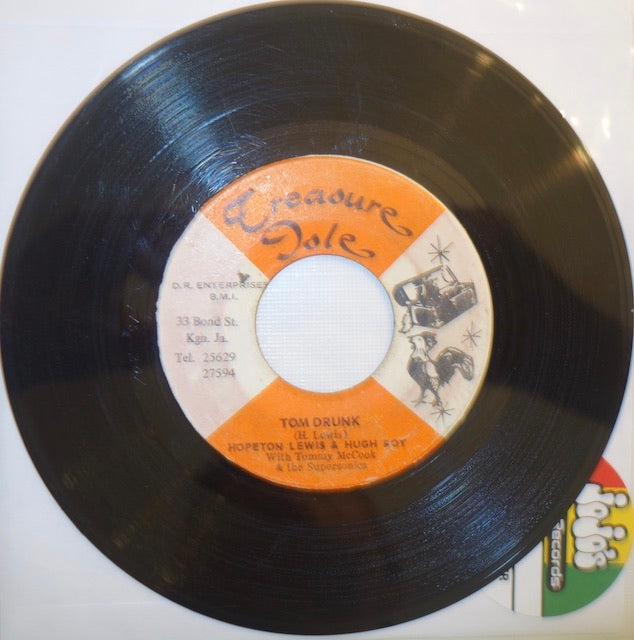 Treasure
Isle
D.R. ENTERPRISES
B.M.I.
33 Bond St.
Kgn. Ja.
Tel. 25629
27594
TOM DRUNK
(H. Lewis)
HOPETON LEWIS & HUGH ROY
With Tommy McCook
& the Supersonics
Records